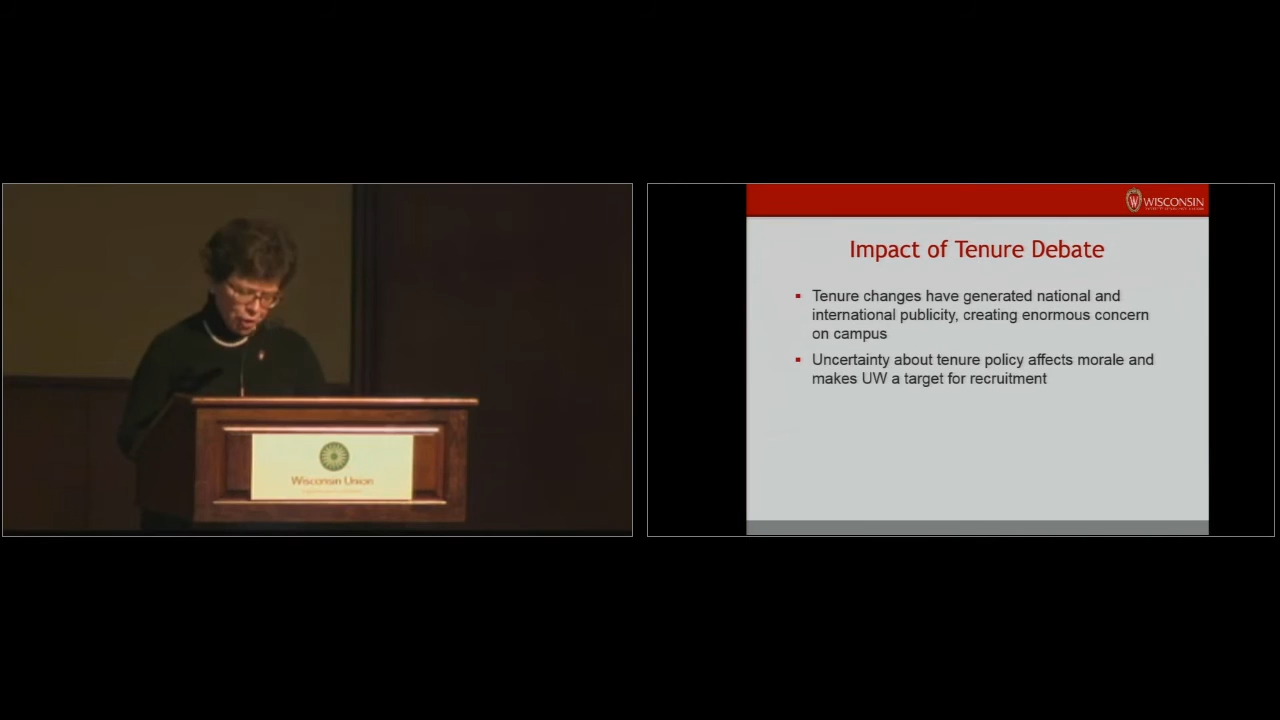 Wisconsin Union
WISCONSIN
Impact of Tenure Debate
Tenure changes have generated national and
international publicity, creating enormous concern
on campus
Uncertainty about tenure policy affects morale and
makes UW a target for recruitment